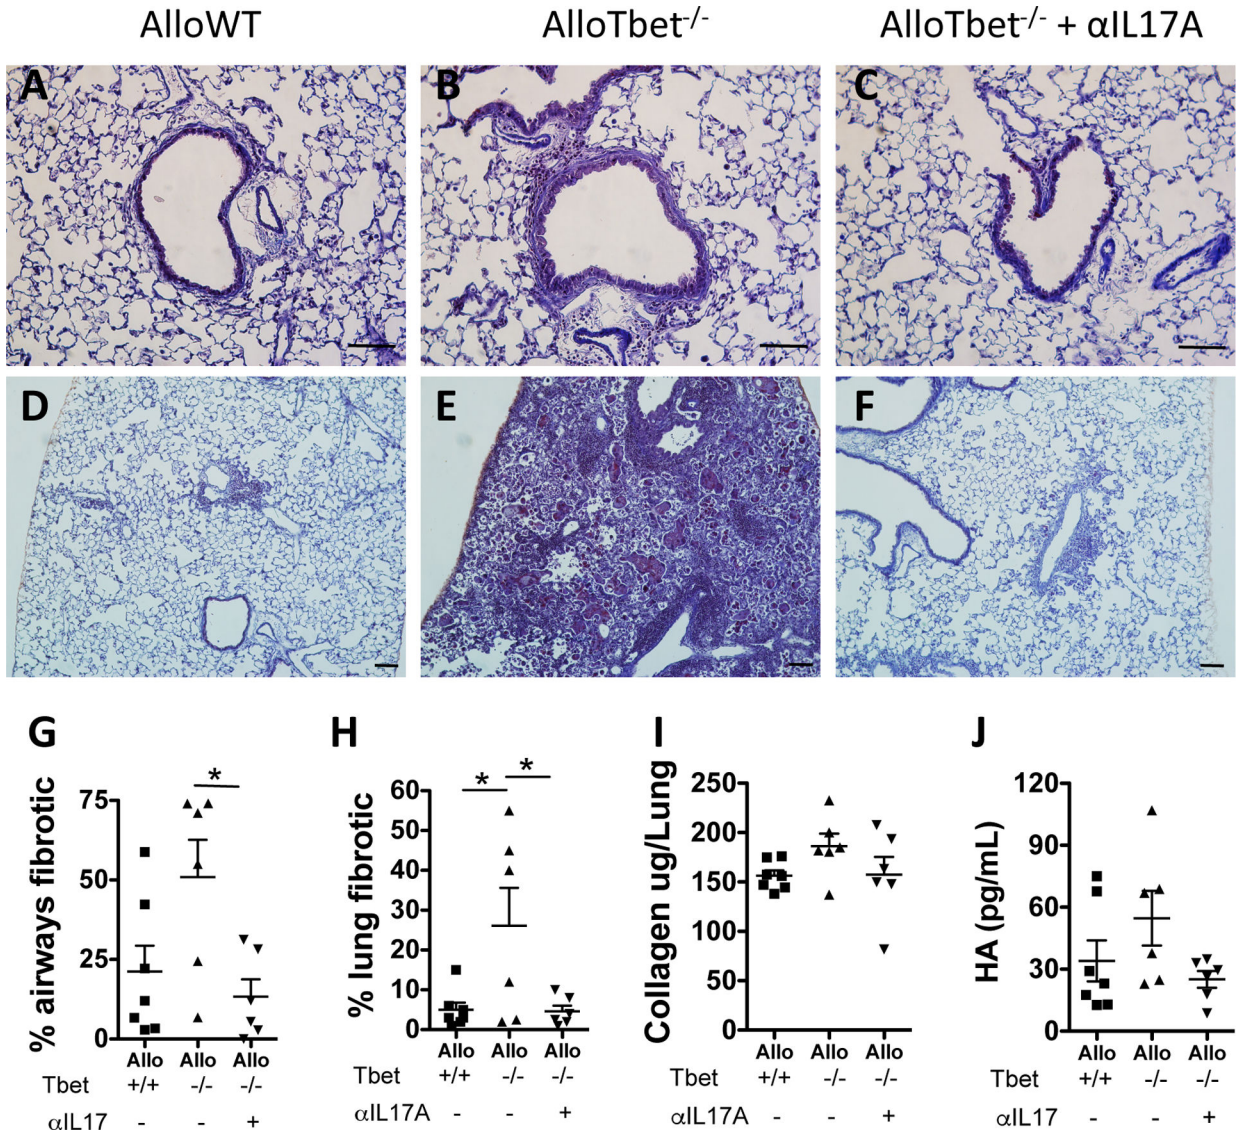 AlloWT AlloTbet-/- AlloTbet-/- + αIL17A
A B C
D E F
G H I J
% airways fibrotic
75
50
25
0
*
Allo Allo Allo
Tbet +/+ -/- -/-
αIL17 - - +
% lung fibrotic
60
50
40
30
20
10
0
* *
Allo Allo Allo
Tbet +/+ -/- -/-
αIL17A - - +
Collagen ug/Lung
250
200
150
100
50
0
Allo Allo Allo
Tbet +/+ -/- -/-
αIL17A - - +
HA (pg/mL)
120
90
60
30
0
Allo Allo Allo
Tbet +/+ -/- -/-
αIL17 - - +